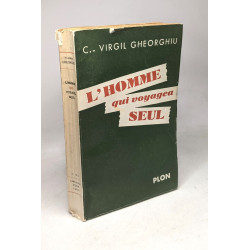 C.-VIRGIL GHEORGHIU
L'HOMME
qui voyagea
SEUL
PLON